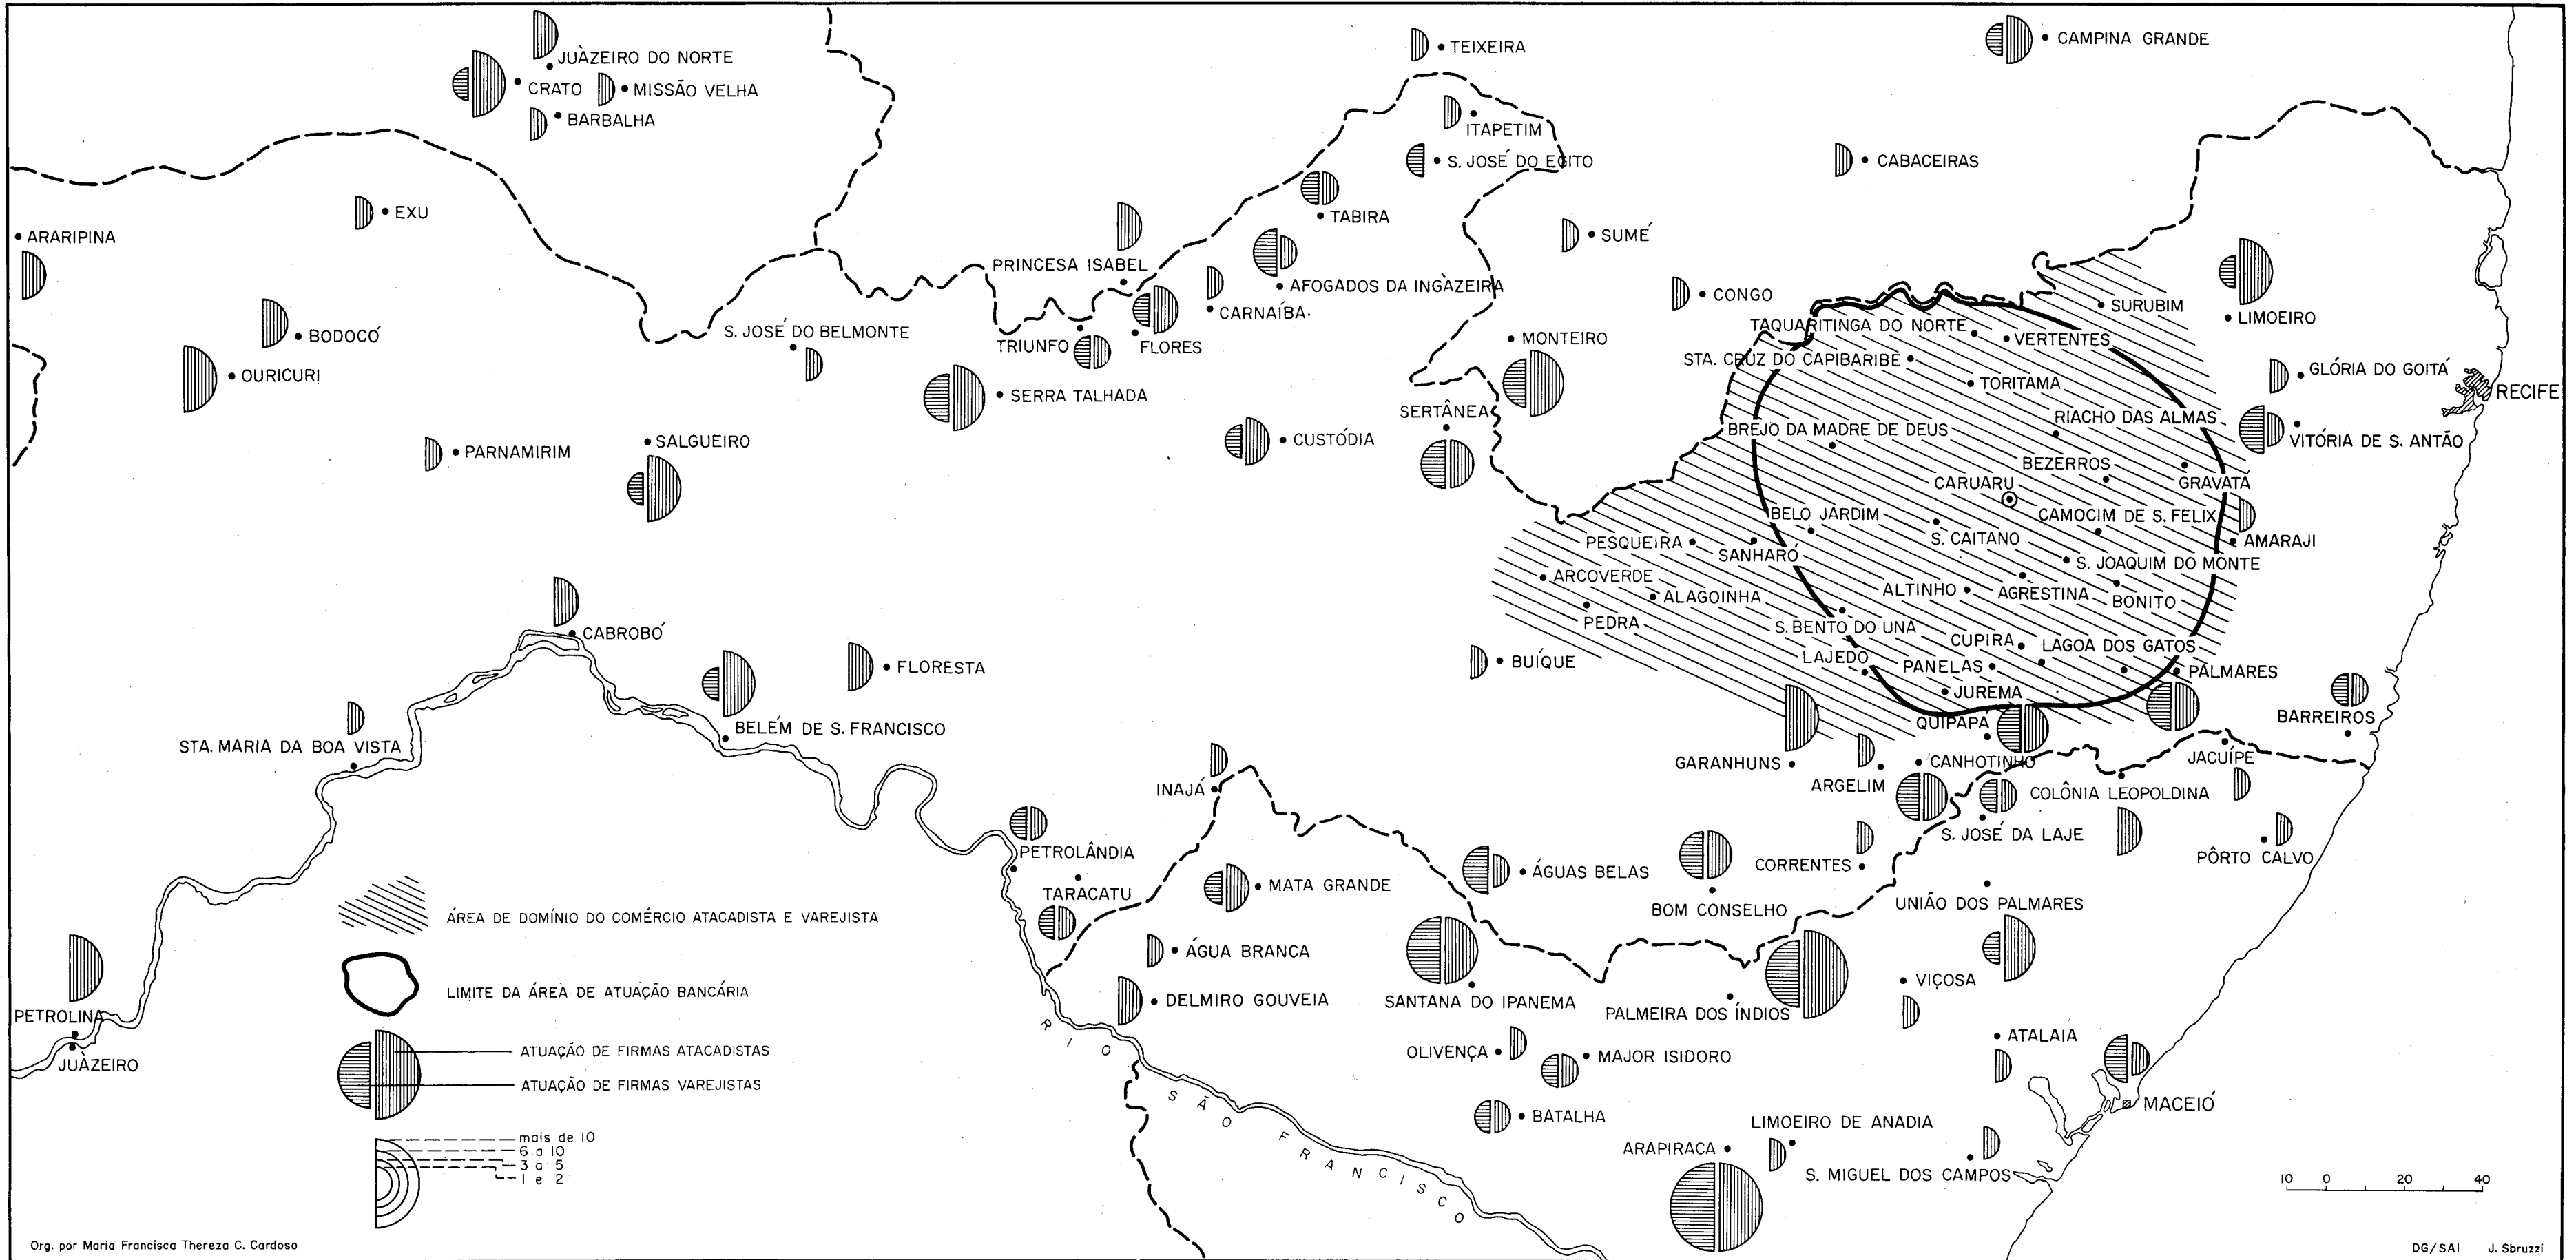 TEIXEIRA
CAMPINA GRANDE
JUÀZEIRO DO NORTE
CRATO
MISSÃO VELHA
BARBALHA
ITAPETIM
S. JOSÉ DO EGITO
CABACEIRAS
EXU
TABIRA
ARARIPINA
SUMÉ
PRINCESA ISABEL
AFOGADOS DA INGÀZEIRA
CONGO
CARNAÍBA
SURUBIM
LIMOEIRO
S. JOSÉ DO BELMONTE
TAQUARITINGA DO NORTE
BODOCÓ
TRIUNFO
FLORES
MONTEIRO
VERTENTES
STA. CRUZ DO CAPIBARIBE
GLÓRIA DO GOITÁ
OURICURI
TORITAMA
RECIFE
SERRA TALHADA
SERTÂNEA
RIACHO DAS ALMAS
BREJO DA MADRE DE DEUS
SALGUEIRO
CUSTÓDIA
VITÓRIA DE S. ANTÃO
PARNAMIRIM
BEZERROS
CARUARU
GRAVATÁ
BELO JARDIM
CAMOCIM DE S. FELIX
PESQUEIRA
SANHARÓ
S. CAITANO
AMARAJI
S. JOAQUIM DO MONTE
ARCOVERDE
ALAGOINHA
ALTINHO
AGRESTINA
BONITO
PEDRA
S. BENTO DO UNA
CABROBÓ
CUPIRA
LAGOA DOS GATOS
FLORESTA
BUÍQUE
LAJEDO
PANELAS
PALMARES
JUREMA
BELÉM DE S. FRANCISCO
QUIPAPÁ
BARREIROS
STA. MARIA DA BOA VISTA
GARANHUNS
CANHOTINHO
JACUÍPE
INAJÁ
ARGELIM
COLÔNIA LEOPOLDINA
S. JOSÉ DA LAJE
PETROLÂNDIA
PÔRTO CALVO
CORRENTES
ÁGUAS BELAS
TARACATU
MATA GRANDE
BOM CONSELHO
UNIÃO DOS PALMARES
ÁREA DE DOMÍNIO DO COMÉRCIO ATACADISTA E VAREJISTA
ÁGUA BRANCA
LIMITE DA ÁREA DE ATUAÇÃO BANCÁRIA
VIÇOSA
DELMIRO GOUVEIA
SANTANA DO IPANEMA
PALMEIRA DOS ÍNDIOS
PETROLINA
JUÀZEIRO
ATALAIA
ATUAÇÃO DE FIRMAS ATACADISTAS
OLIVENÇA
MAJOR ISIDORO
ATUAÇÃO DE FIRMAS VAREJISTAS
RIO SÃO FRANCISCO
MACEIÓ
BATALHA
LIMOEIRO DE ANADIA
mais de 10
6 a 10
3 a 5
1 e 2
ARAPIRACA
S. MIGUEL DOS CAMPOS
10 0 20 40
Org. por Maria Francisca Thereza C. Cardoso
DG/SAI J. Sbruzzi